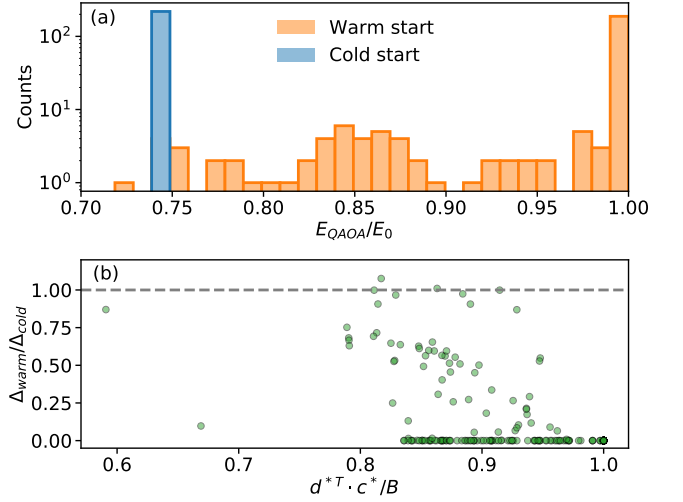 (a)
Warm start
Cold start
Counts
10²
10¹
10⁰
0.70 0.75 0.80 0.85 0.90 0.95 1.00
E_QAOA/E_0
(b)
Δ_warm/Δ_cold
1.00
0.75
0.50
0.25
0.00
0.6 0.7 0.8 0.9 1.0
d*ᵀ · c*/B